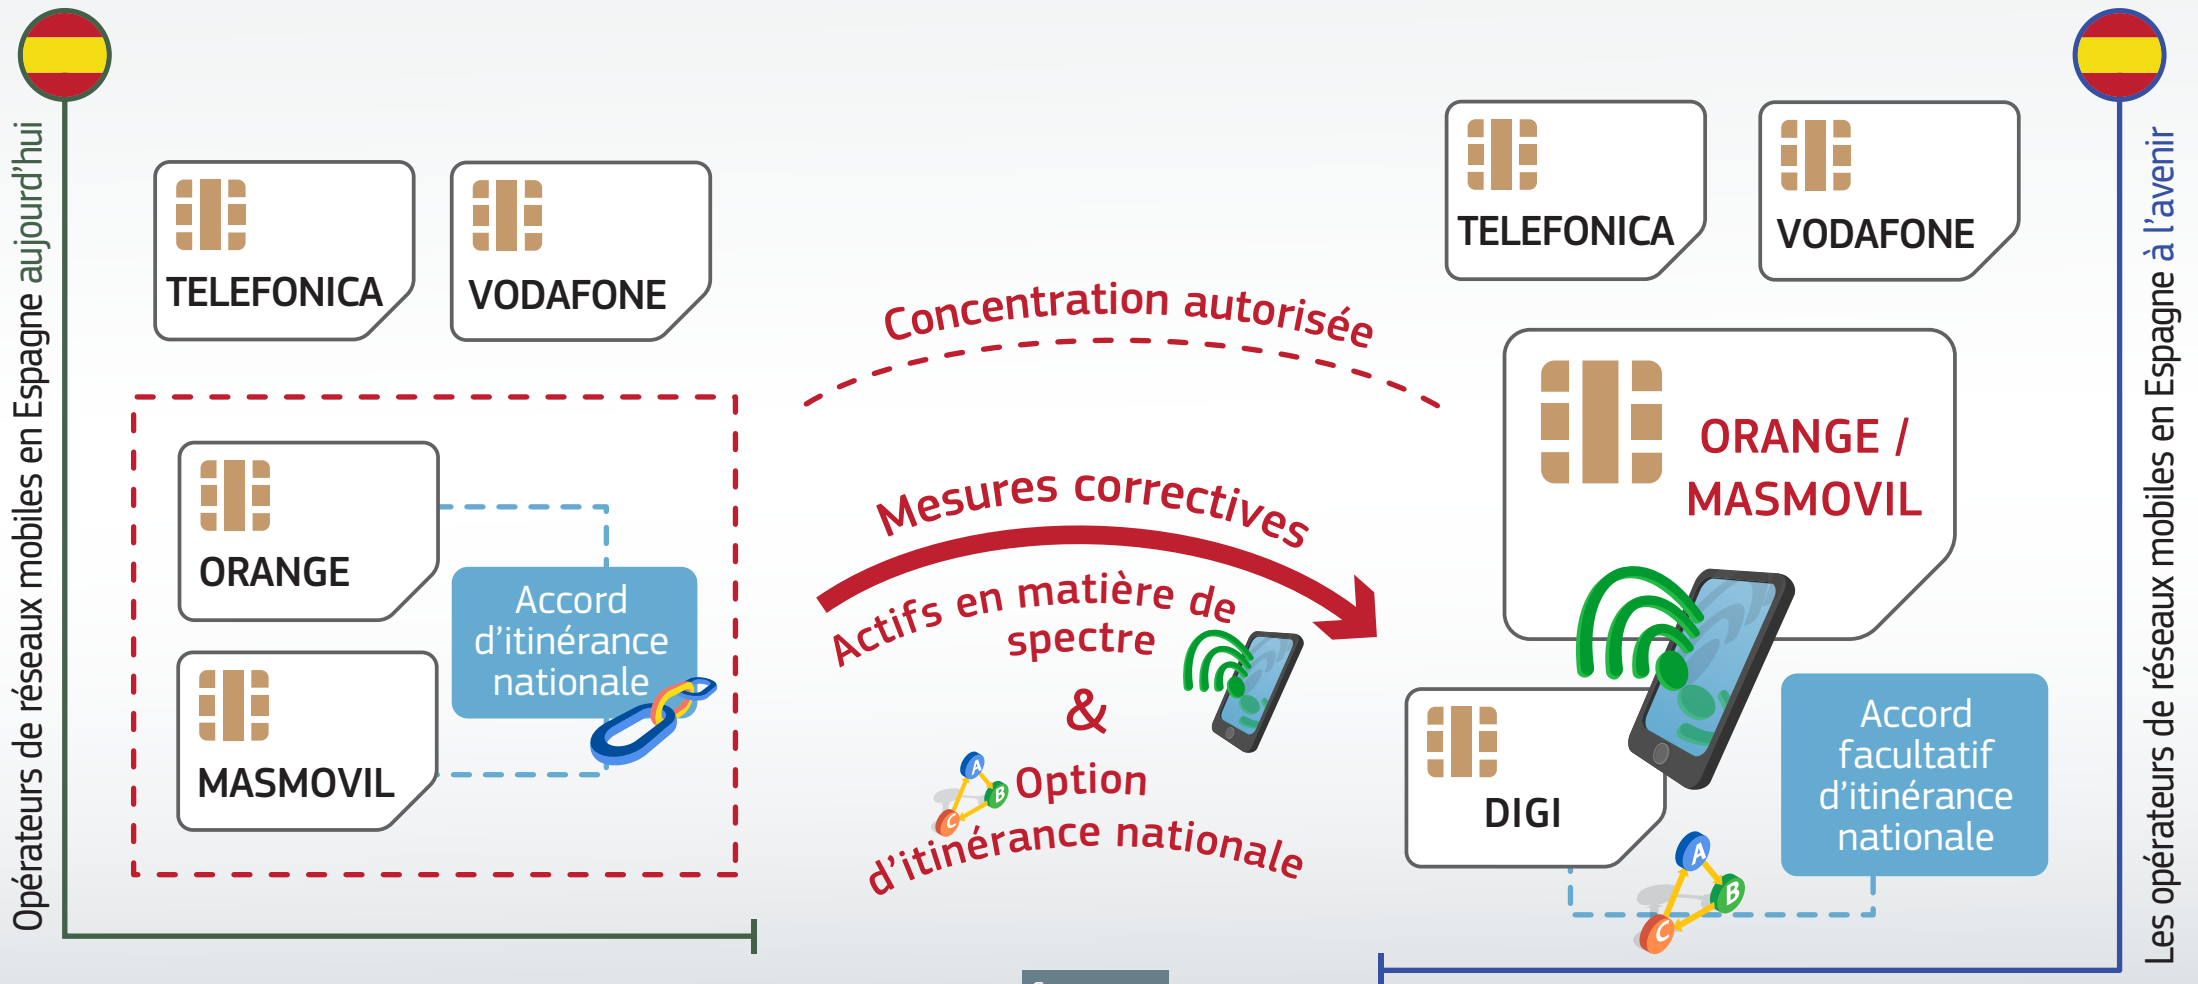 Opérateurs de réseaux mobiles en Espagne aujourd'hui
TELEFONICA
VODAFONE
ORANGE
MASMOVIL
Accord
d'itinérance
nationale
Concentration autorisée
Mesures correctives
Actifs en matière de
spectre
&
A
B
C
Option
d'itinérance nationale
TELEFONICA
VODAFONE
ORANGE /
MASMOVIL
DIGI
Accord
facultatif
d'itinérance
nationale
A
B
C
Les opérateurs de réseaux mobiles en Espagne à l'avenir